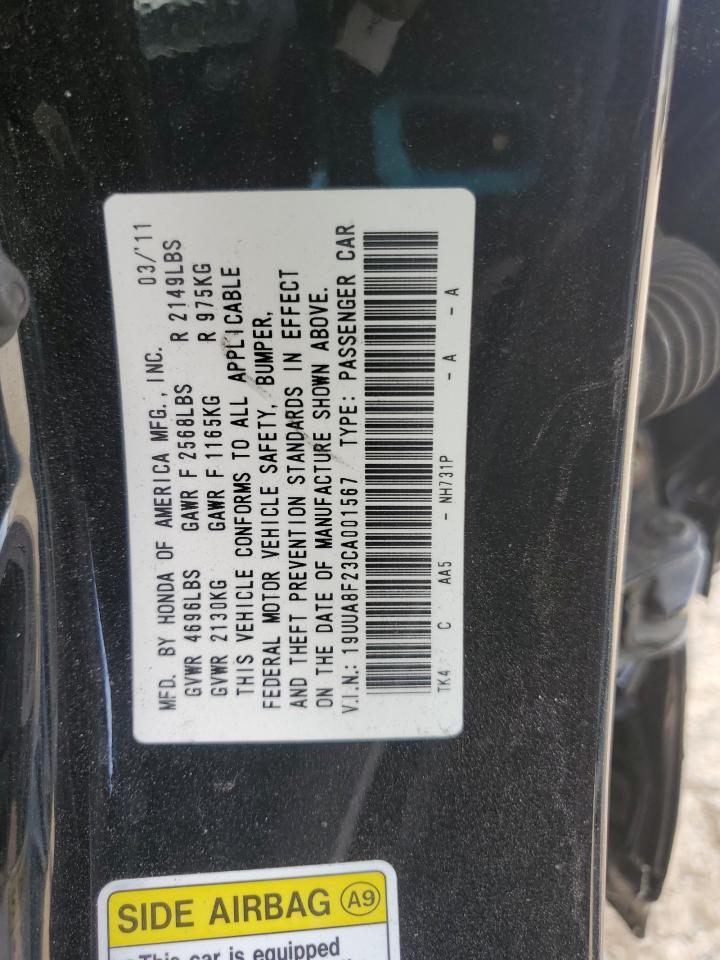 MFD. BY HONDA OF AMERICA MFG., INC. 03/'11
GVWR 4696LBS GAWR F 2568LBS R 2149LBS
GVWR 2130KG GAWR F 1165KG R 975KG
THIS VEHICLE CONFORMS TO ALL APPLICABLE
FEDERAL MOTOR VEHICLE SAFETY, BUMPER,
AND THEFT PREVENTION STANDARDS IN EFFECT
ON THE DATE OF MANUFACTURE SHOWN ABOVE.
V.I.N.: 19UUA8F23CA001567 TYPE: PASSENGER CAR
TK4 C AA5 - NH731P - A - A
SIDE AIRBAG A9
This car is equipped